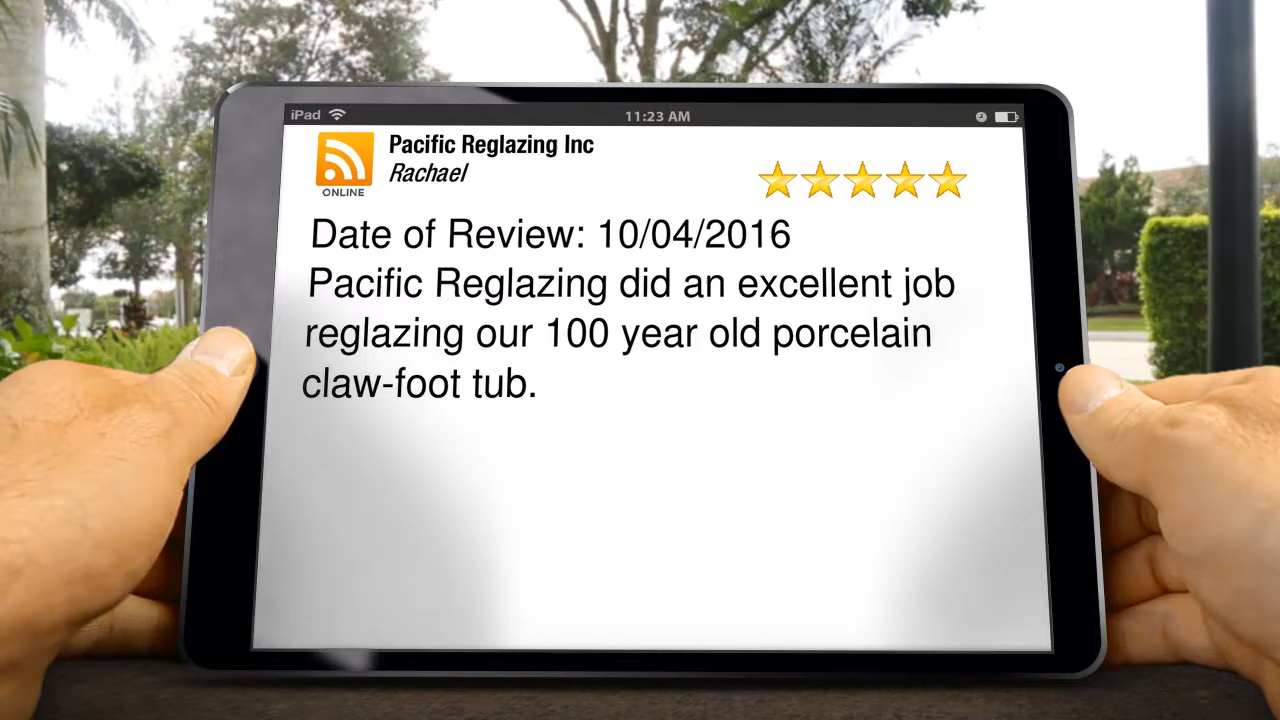 iPad
11:23 AM
Pacific Reglazing Inc
Rachael
ONLINE
Date of Review: 10/04/2016
Pacific Reglazing did an excellent job
reglazing our 100 year old porcelain
claw-foot tub.